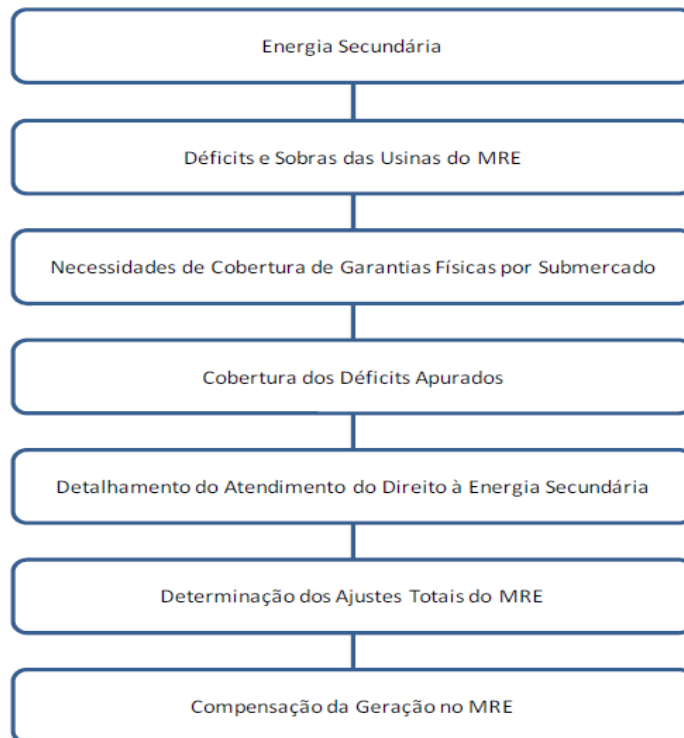 Energia Secundária
Déficits e Sobras das Usinas do MRE
Necessidades de Cobertura de Garantias Físicas por Submercado
Cobertura dos Déficits Apurados
Detalhamento do Atendimento do Direito à Energia Secundária
Determinação dos Ajustes Totais do MRE
Compensação da Geração no MRE